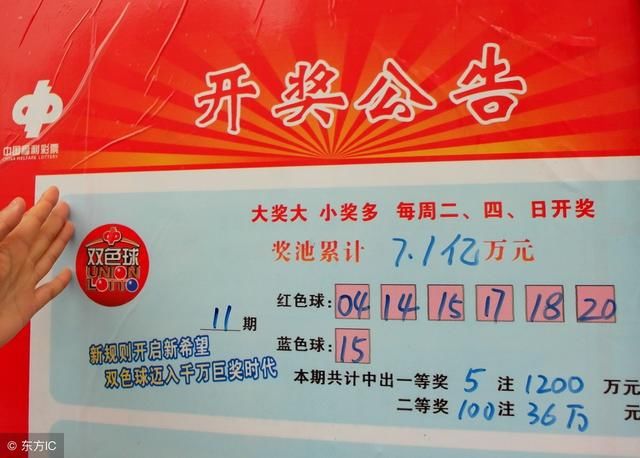 开奖公告
中国福利彩票
CHINA WELFARE LOTTERY
大奖大 小奖多 每周二、四、日开奖
奖池累计 7.1亿万元
双色球
UNION
LOTTO
红色球: 04 14 15 17 18 20
11期
蓝色球: 15
新规则开启新希望
双色球迈入千万巨奖时代
本期共计中出一等奖 5 注 1200 万元
二等奖 100 注 36万 元
© 东方IC